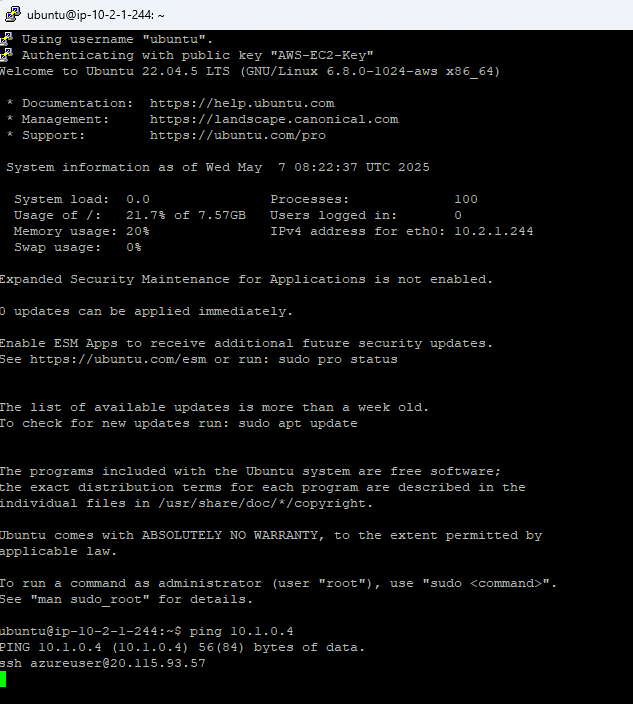 ubuntu@ip-10-2-1-244: ~
Using username "ubuntu".
Authenticating with public key "AWS-EC2-Key"
Welcome to Ubuntu 22.04.5 LTS (GNU/Linux 6.8.0-1024-aws x86_64)
* Documentation:  https://help.ubuntu.com
* Management:     https://landscape.canonical.com
* Support:        https://ubuntu.com/pro
System information as of Wed May  7 08:22:37 UTC 2025
System load:  0.0                Processes:             100
Usage of /:   21.7% of 7.57GB   Users logged in:       0
Memory usage: 20%               IPv4 address for eth0: 10.2.1.244
Swap usage:   0%
Expanded Security Maintenance for Applications is not enabled.
0 updates can be applied immediately.
Enable ESM Apps to receive additional future security updates.
See https://ubuntu.com/esm or run: sudo pro status
The list of available updates is more than a week old.
To check for new updates run: sudo apt update
The programs included with the Ubuntu system are free software;
the exact distribution terms for each program are described in the
individual files in /usr/share/doc/*/copyright.
Ubuntu comes with ABSOLUTELY NO WARRANTY, to the extent permitted by
applicable law.
To run a command as administrator (user "root"), use "sudo <command>".
See "man sudo_root" for details.
ubuntu@ip-10-2-1-244:~$ ping 10.1.0.4
PING 10.1.0.4 (10.1.0.4) 56(84) bytes of data.
ssh azureuser@20.115.93.57